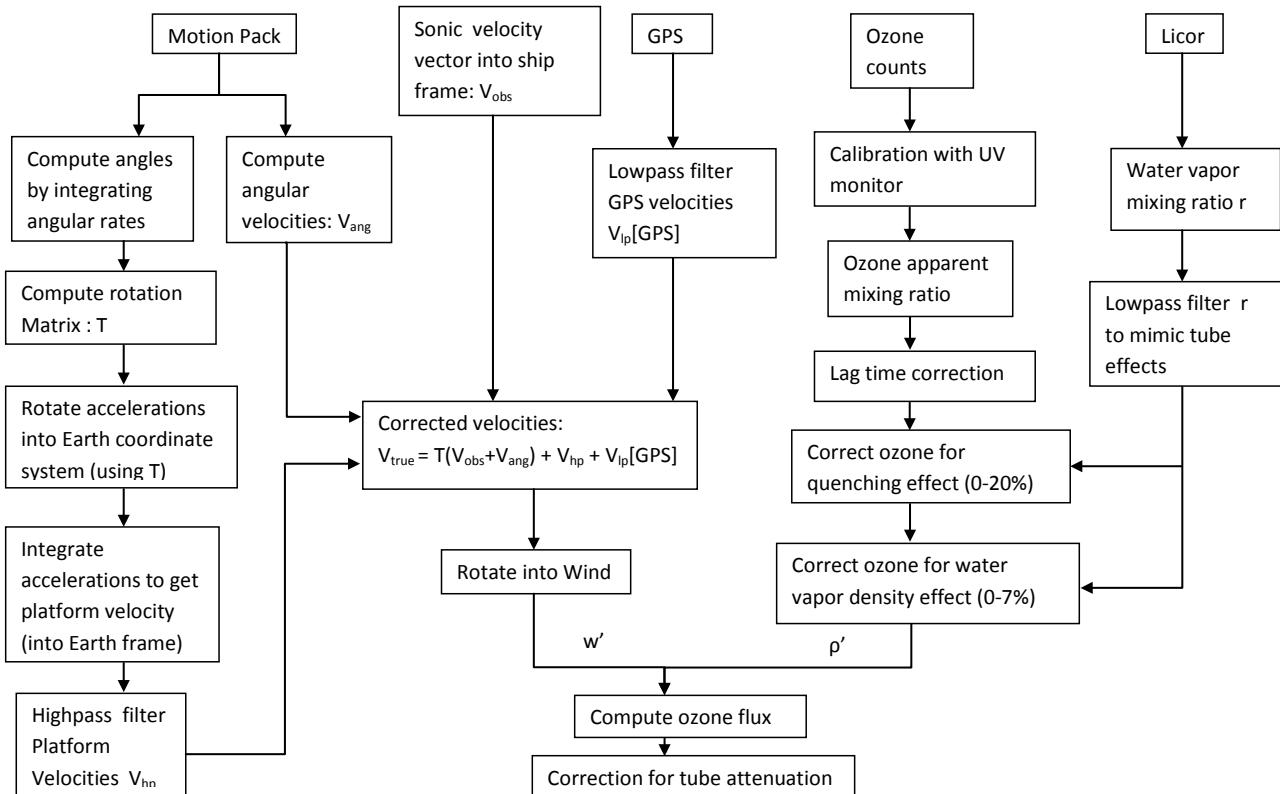 Motion Pack
Sonic velocity
vector into ship
frame: Vobs
GPS
Ozone
counts
Licor
Compute angles
by integrating
angular rates
Compute
angular
velocities: Vang
Lowpass filter
GPS velocities
Vlp[GPS]
Calibration with UV
monitor
Water vapor
mixing ratio r
Compute rotation
Matrix : T
Ozone apparent
mixing ratio
Lowpass filter r
to mimic tube
effects
Lag time correction
Rotate accelerations
into Earth coordinate
system (using T)
Corrected velocities:
Vtrue = T(Vobs+Vang) + Vhp + Vlp[GPS]
Correct ozone for
quenching effect (0-20%)
Integrate
accelerations to get
platform velocity
(into Earth frame)
Rotate into Wind
Correct ozone for water
vapor density effect (0-7%)
w’
ρ’
Highpass filter
Platform
Velocities Vhp
Compute ozone flux
Correction for tube attenuation